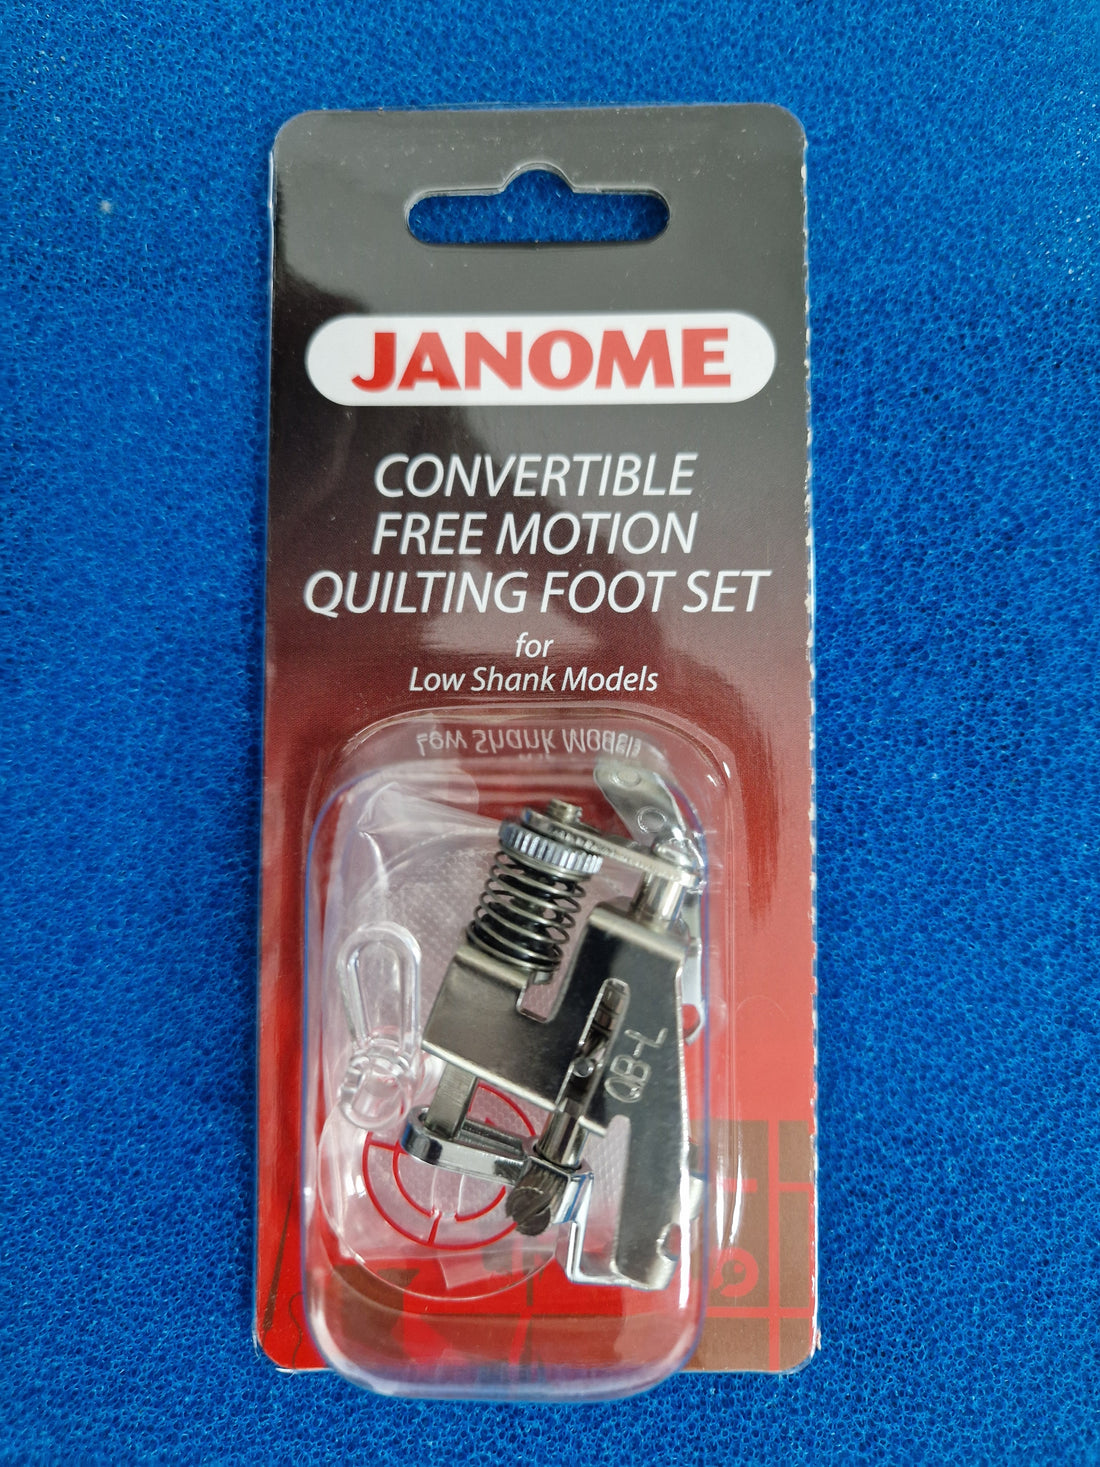 JANOME
CONVERTIBLE
FREE MOTION
QUILTING FOOT SET
for
Low Shank Models
QB-L